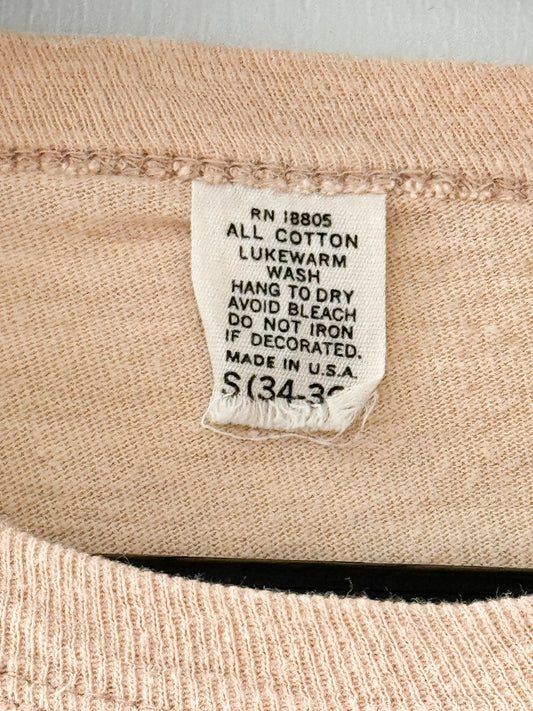 RN 18805
ALL COTTON
LUKEWARM
WASH
HANG TO DRY
AVOID BLEACH
DO NOT IRON
IF DECORATED.
MADE IN U.S.A.
S